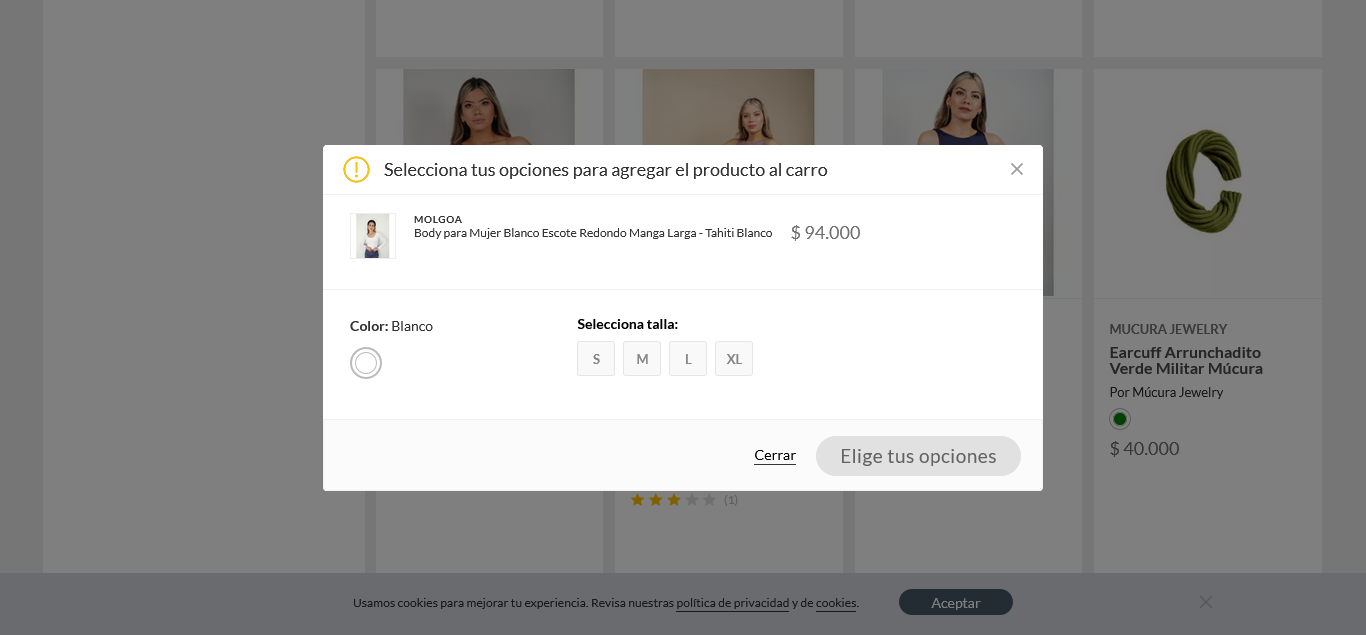 Selecciona tus opciones para agregar el producto al carro
MOLGOA
Body para Mujer Blanco Escote Redondo Manga Larga - Tahiti Blanco
$ 94.000
Color: Blanco
Selecciona talla:
S
M
L
XL
Cerrar
Elige tus opciones
(1)
MUCURA JEWELRY
Earcuff Arrunchadito
Verde Militar Múcura
Por Múcura Jewelry
$ 40.000
Usamos cookies para mejorar tu experiencia. Revisa nuestras política de privacidad y de cookies.
Aceptar